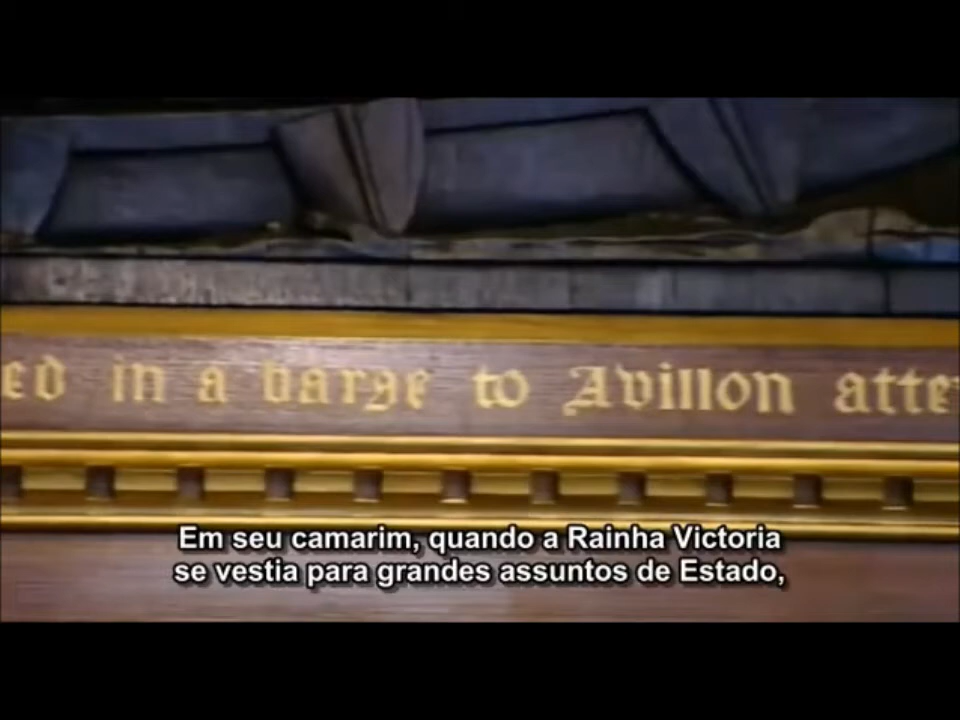 ed in a barge to Avillon atte
Em seu camarim, quando a Rainha Victoria
se vestia para grandes assuntos de Estado,